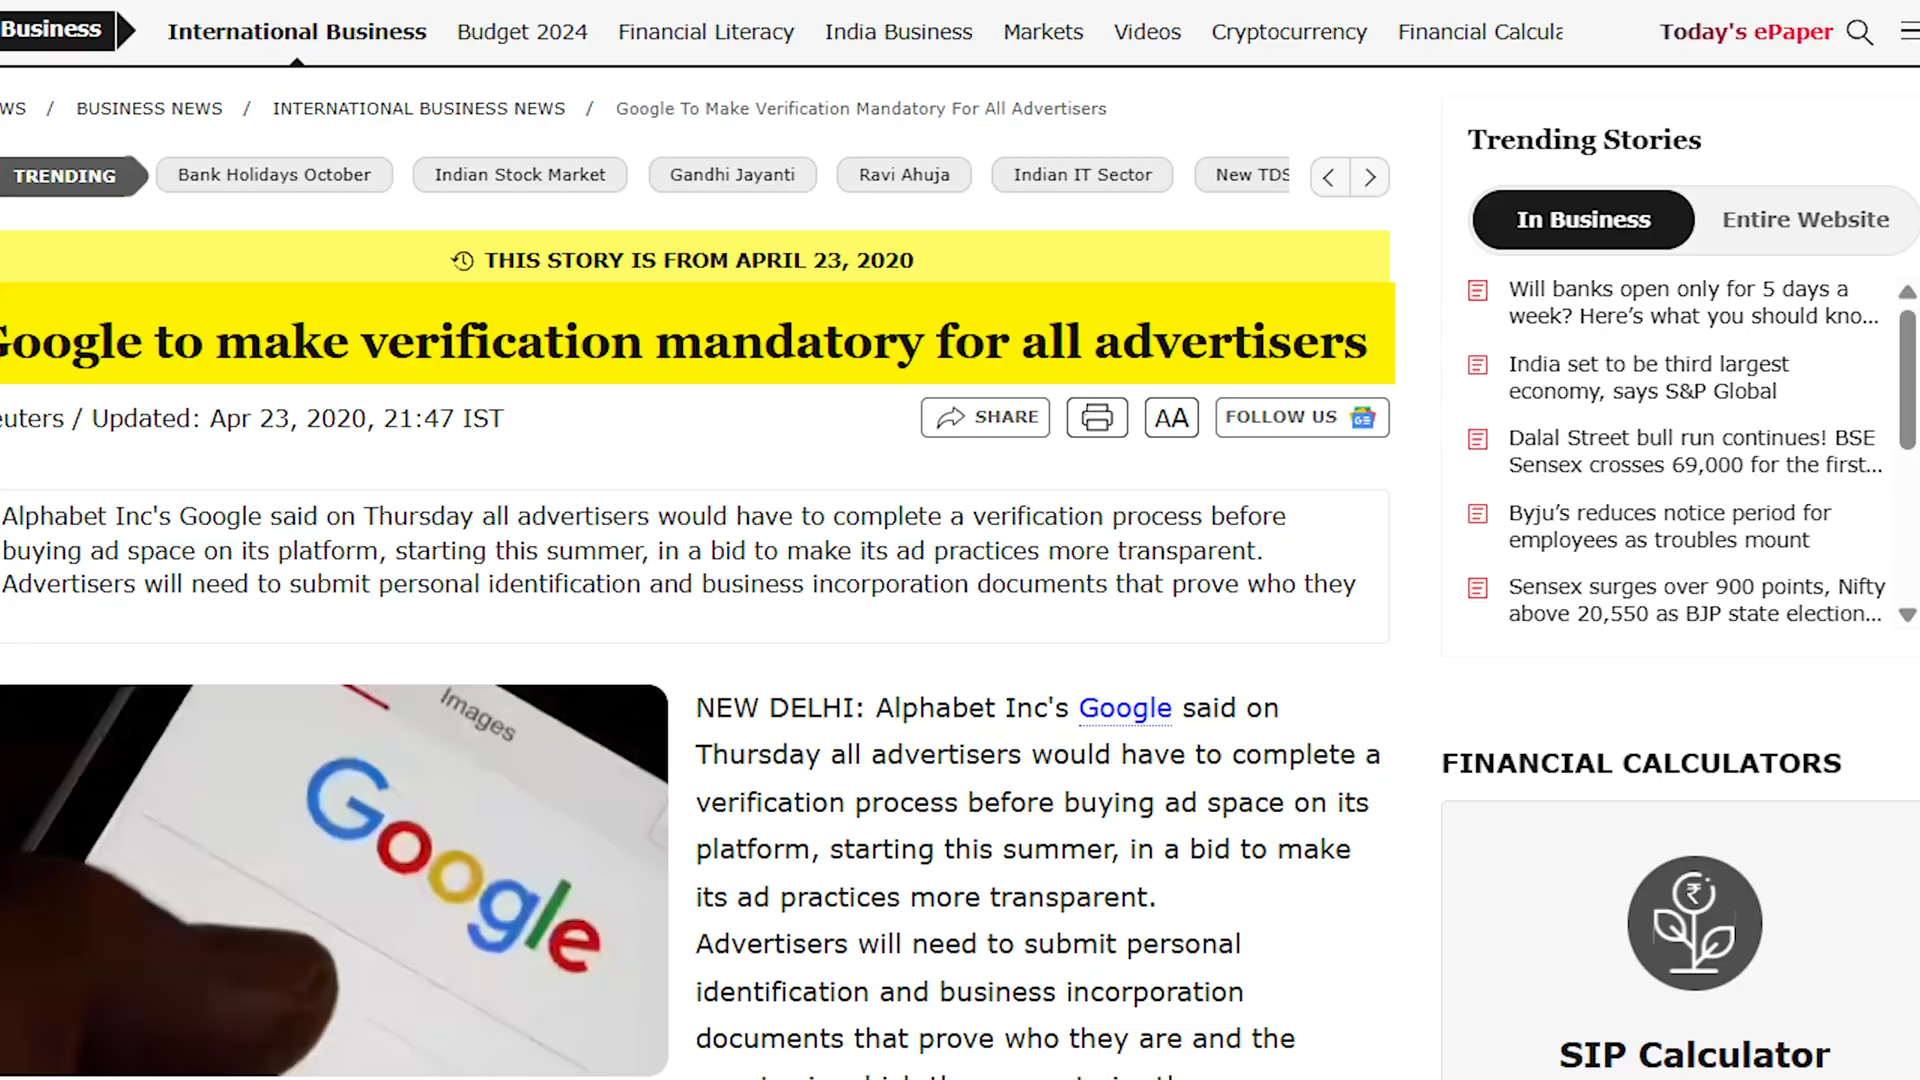 Business
International Business
Budget 2024
Financial Literacy
India Business
Markets
Videos
Cryptocurrency
Financial Calcula
Today's ePaper
WS / BUSINESS NEWS / INTERNATIONAL BUSINESS NEWS / Google To Make Verification Mandatory For All Advertisers
TRENDING
Bank Holidays October
Indian Stock Market
Gandhi Jayanti
Ravi Ahuja
Indian IT Sector
New TDS
THIS STORY IS FROM APRIL 23, 2020
Google to make verification mandatory for all advertisers
euters / Updated: Apr 23, 2020, 21:47 IST
SHARE
AA
FOLLOW US
GE
Alphabet Inc's Google said on Thursday all advertisers would have to complete a verification process before
buying ad space on its platform, starting this summer, in a bid to make its ad practices more transparent.
Advertisers will need to submit personal identification and business incorporation documents that prove who they
Images
Google
NEW DELHI: Alphabet Inc's Google said on
Thursday all advertisers would have to complete a
verification process before buying ad space on its
platform, starting this summer, in a bid to make
its ad practices more transparent.
Advertisers will need to submit personal
identification and business incorporation
documents that prove who they are and the
Trending Stories
In Business
Entire Website
Will banks open only for 5 days a
week? Here’s what you should kno...
India set to be third largest
economy, says S&P Global
Dalal Street bull run continues! BSE
Sensex crosses 69,000 for the first...
Byju’s reduces notice period for
employees as troubles mount
Sensex surges over 900 points, Nifty
above 20,550 as BJP state election...
FINANCIAL CALCULATORS
₹
SIP Calculator